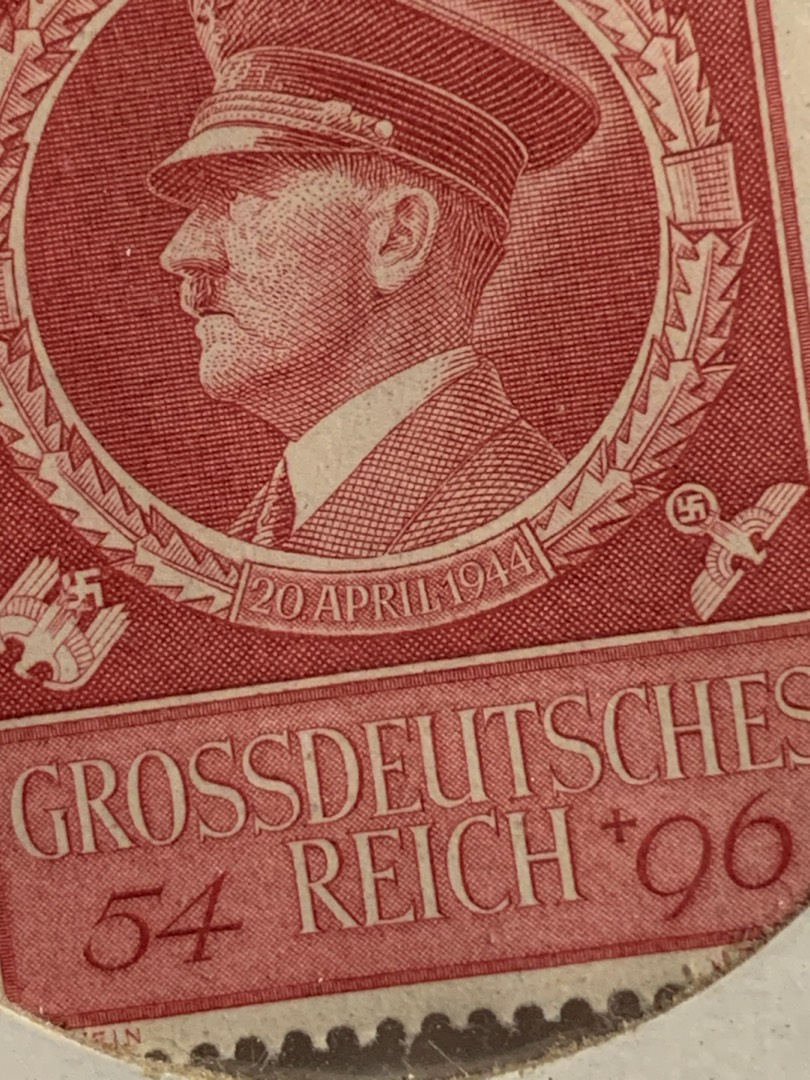 20. APRIL 1944
GROSSDEUTSCHES
REICH
54 + 96